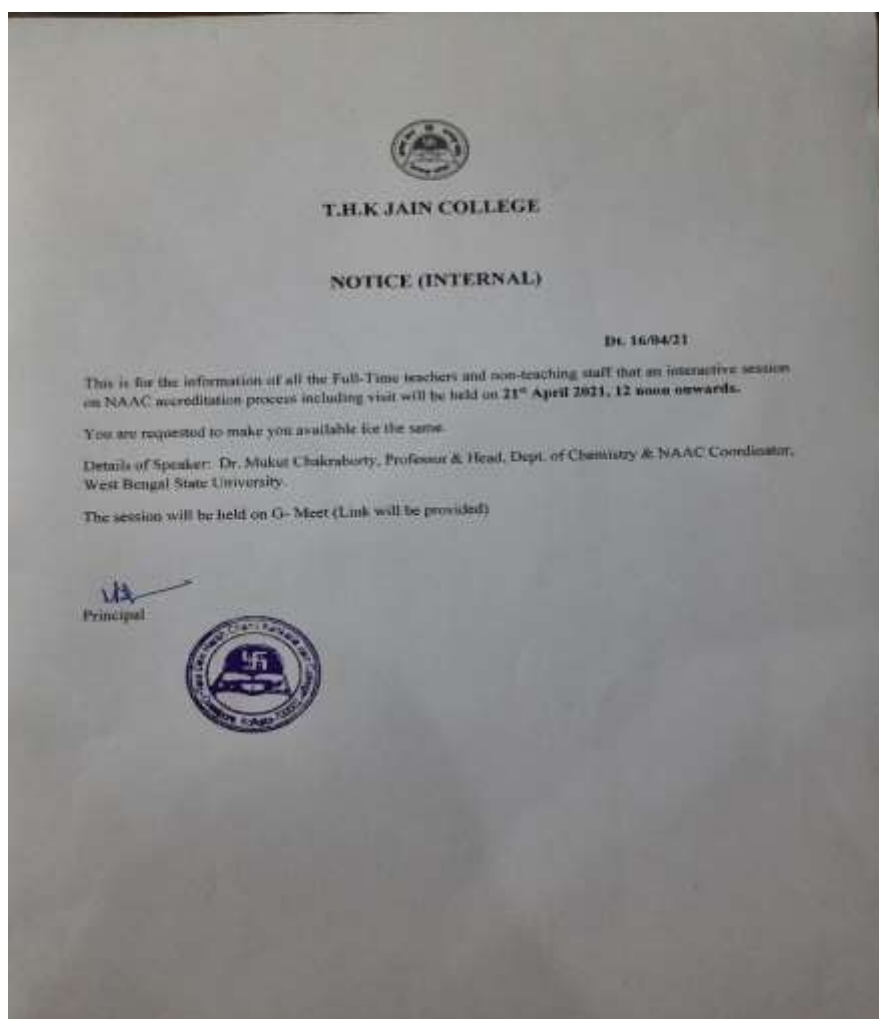 T.H.K JAIN COLLEGE
NOTICE (INTERNAL)
Dt. 16/04/21
This is for the information of all the Full-Time teachers and non-teaching staff that an interactive session
on NAAC accreditation process including visit will be held on 21st April 2021, 12 noon onwards.
You are requested to make you available for the same.
Details of Speaker: Dr. Mukut Chakraborty, Professor & Head, Dept. of Chemistry & NAAC Coordinator,
West Bengal State University.
The session will be held on G- Meet (Link will be provided)
Principal